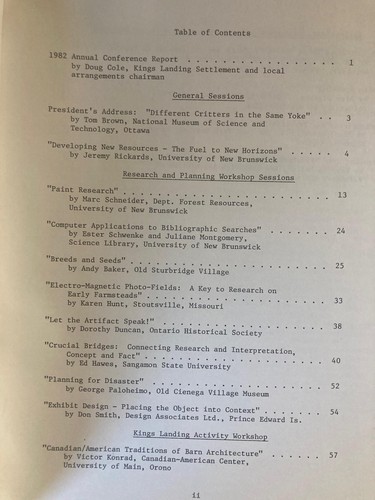 Table of Contents
1982 Annual Conference Report . . . . . . . . . . . . . . . . . 1
by Doug Cole, Kings Landing Settlement and local
arrangements chairman
General Sessions
President's Address: "Different Critters in the Same Yoke" . . 3
by Tom Brown, National Museum of Science and
Technology, Ottawa
"Developing New Resources - The Fuel to New Horizons" . . . . . . 4
by Jeremy Rickards, University of New Brunswick
Research and Planning Workshop Sessions
"Paint Research" . . . . . . . . . . . . . . . . . . . . . . . 13
by Marc Schneider, Dept. Forest Resources,
University of New Brunswick
"Computer Applications to Bibliographic Searches" . . . . . . . 24
by Ester Schwenke and Juliane Montgomery,
Science Library, University of New Brunswick
"Breeds and Seeds" . . . . . . . . . . . . . . . . . . . . . . 25
by Andy Baker, Old Sturbridge Village
"Electro-Magnetic Photo-Fields: A Key to Research on
Early Farmsteads" . . . . . . . . . . . . . . . . . . . . . 33
by Karen Hunt, Stoutsville, Missouri
"Let the Artifact Speak!" . . . . . . . . . . . . . . . . . . . 38
by Dorothy Duncan, Ontario Historical Society
"Crucial Bridges: Connecting Research and Interpretation,
Concept and Fact" . . . . . . . . . . . . . . . . . . . . . 40
by Ed Hawes, Sangamon State University
"Planning for Disaster" . . . . . . . . . . . . . . . . . . . . 52
by George Paloheimo, Old Cienega Village Museum
"Exhibit Design - Placing the Object into Context" . . . . . . . 54
by Don Smith, Design Associates Ltd., Prince Edward Is.
Kings Landing Activity Workshop
"Canadian/American Traditions of Barn Architecture" . . . . . . 57
by Victor Konrad, Canadian-American Center,
University of Main, Orono
ii